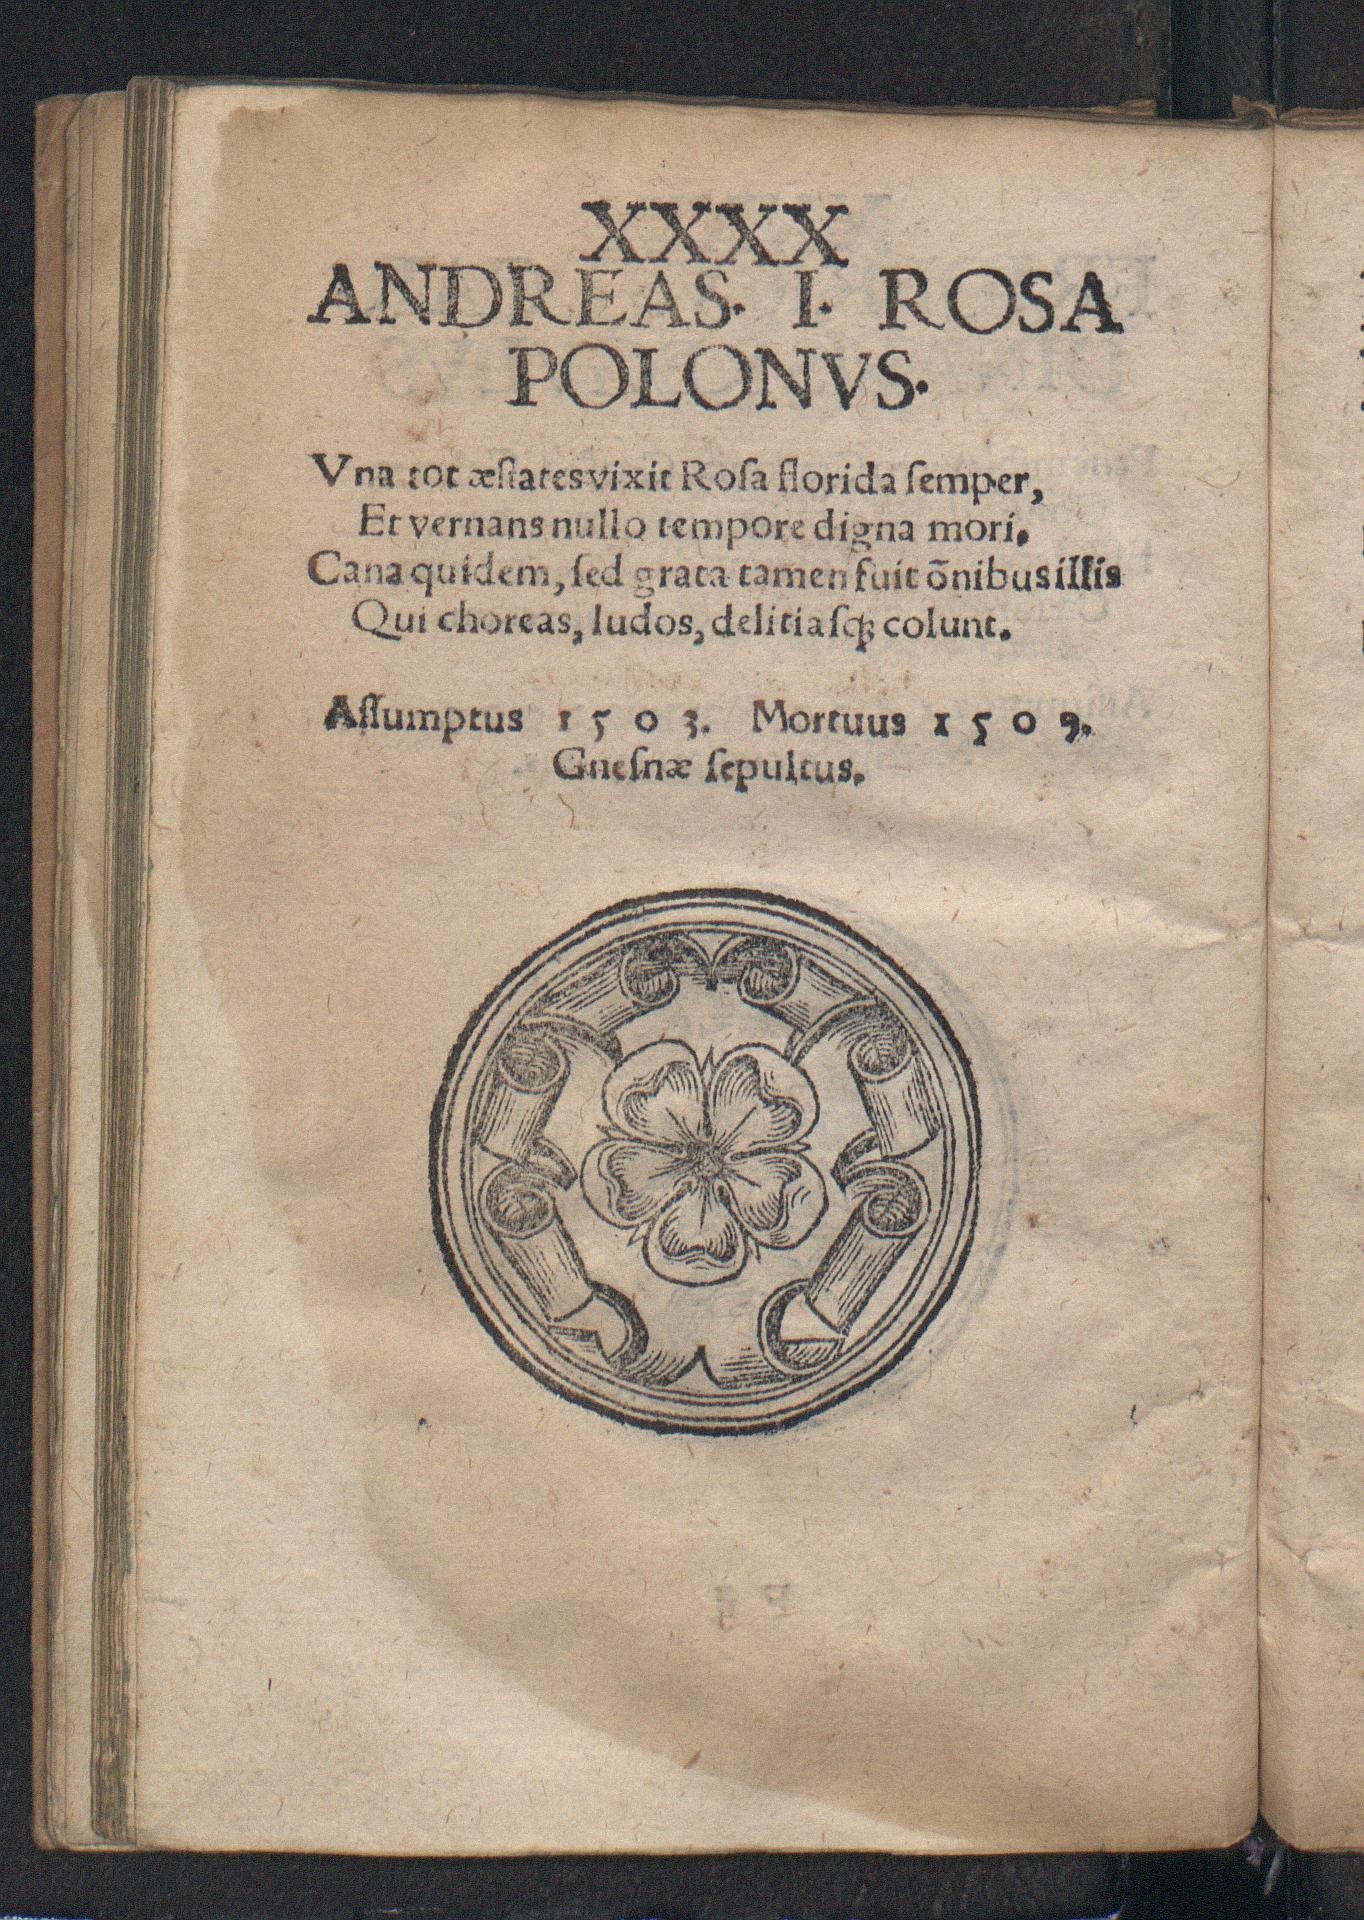 XXXX
ANDREAS. I. ROSA
POLONVS.
Vna tot æſtates vixit Roſa florida ſemper,
Et vernans nullo tempore digna mori.
Cana quidem, ſed grata tamen fuit õnibus illis
Qui choreas, ludos, delitiaſqꝫ colunt.
Aſſumptus 1503. Mortuus 1509.
Gneſnæ ſepultus.